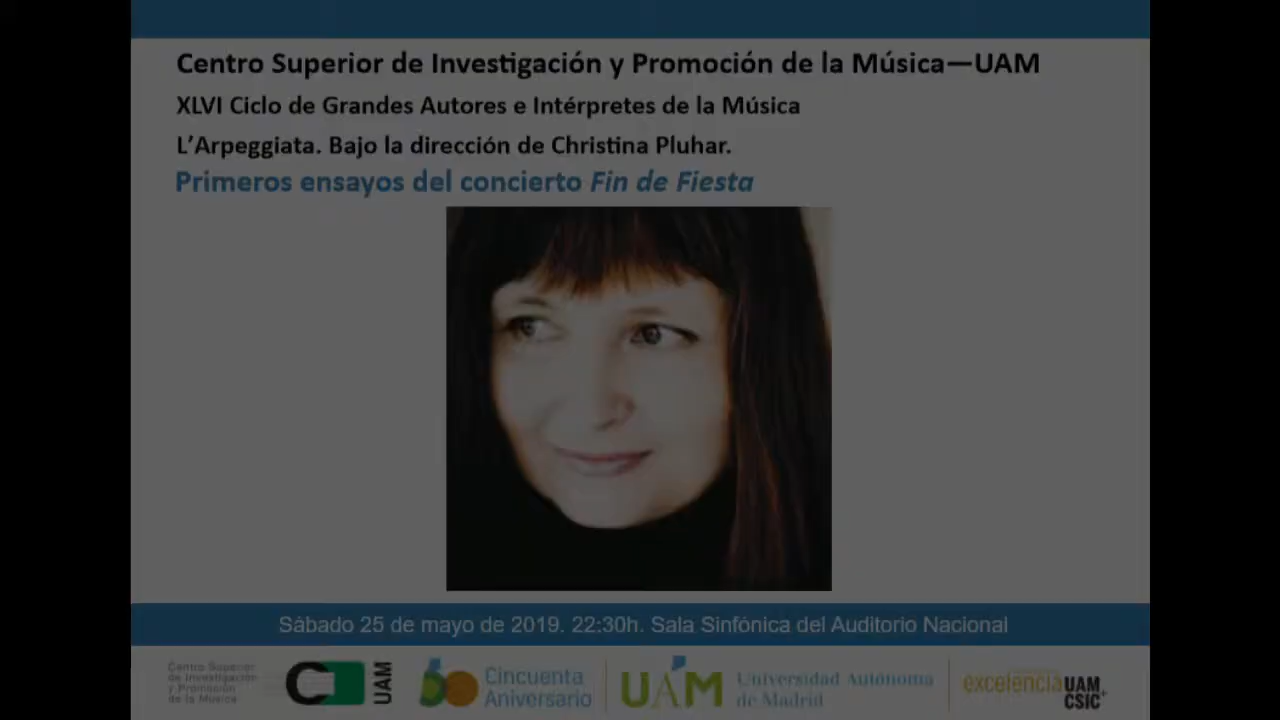 Centro Superior de Investigación y Promoción de la Música—UAM
XLVI Ciclo de Grandes Autores e Intérpretes de la Música
L’Arpeggiata. Bajo la dirección de Christina Pluhar.
Primeros ensayos del concierto Fin de Fiesta
Sábado 25 de mayo de 2019. 22:30h. Sala Sinfónica del Auditorio Nacional
Centro Superior
de Investigación
y Promoción
de la Música
UAM
50
Cincuenta
Aniversario
UAM
Universidad Autónoma
de Madrid
excelencia UAM
CSIC+